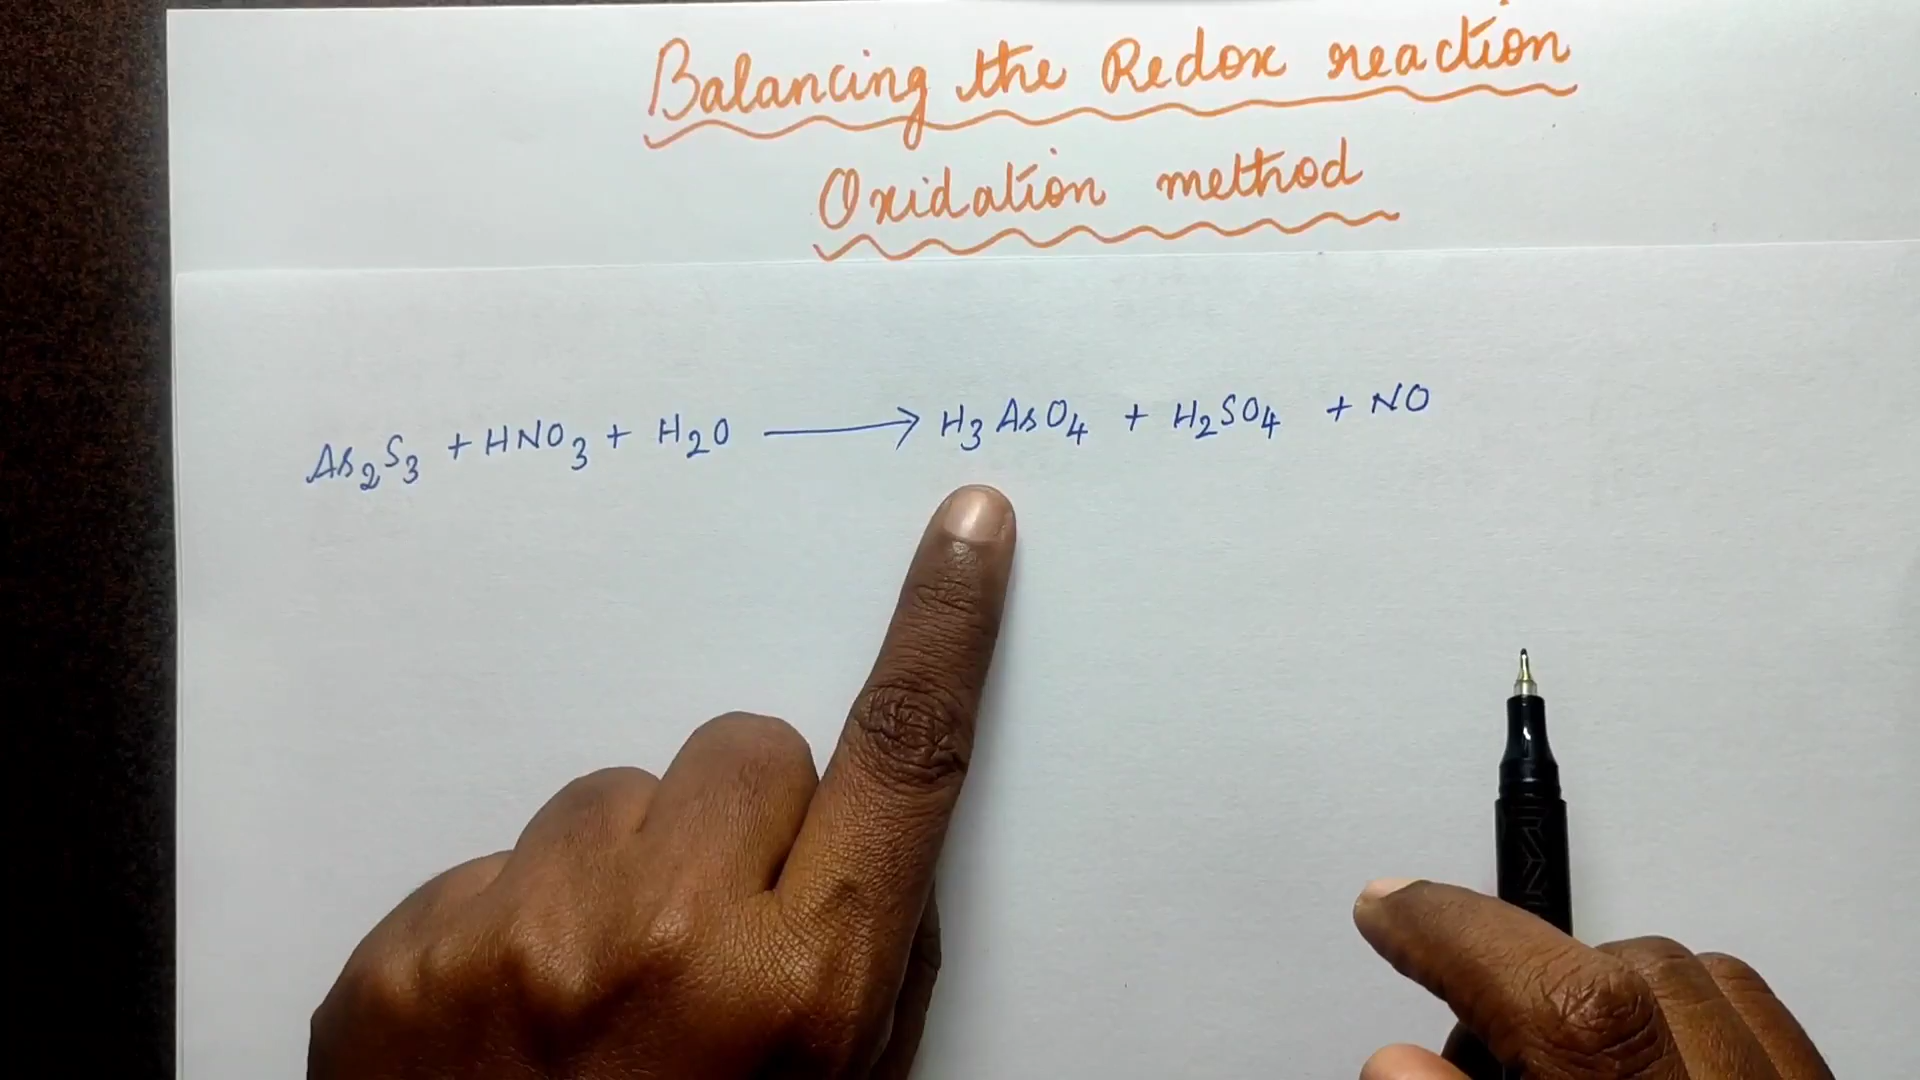 Balancing the Redox reaction
Oxidation method
As₂S₃ + HNO₃ + H₂O ⟶ H₃AsO₄ + H₂SO₄ + NO